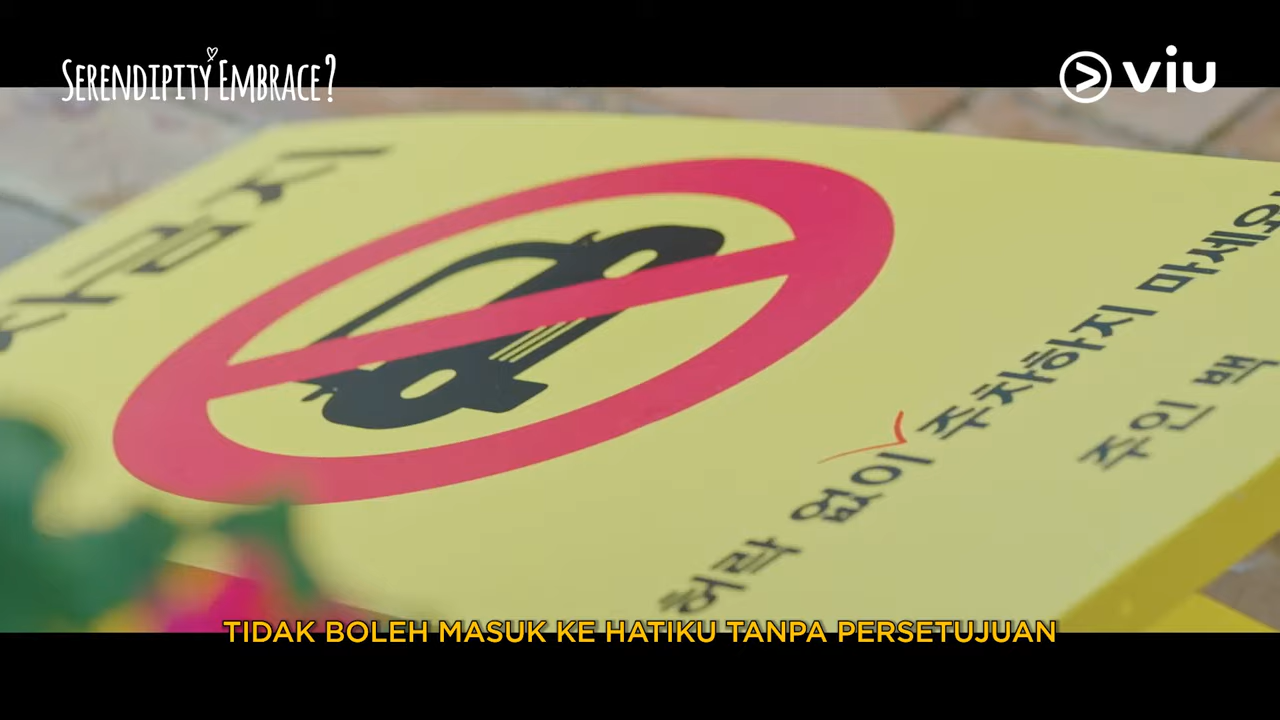 SERENDIPITY EMBRACE?
viu
허락 없이 주차하지 마세요
주인 백
TIDAK BOLEH MASUK KE HATIKU TANPA PERSETUJUAN